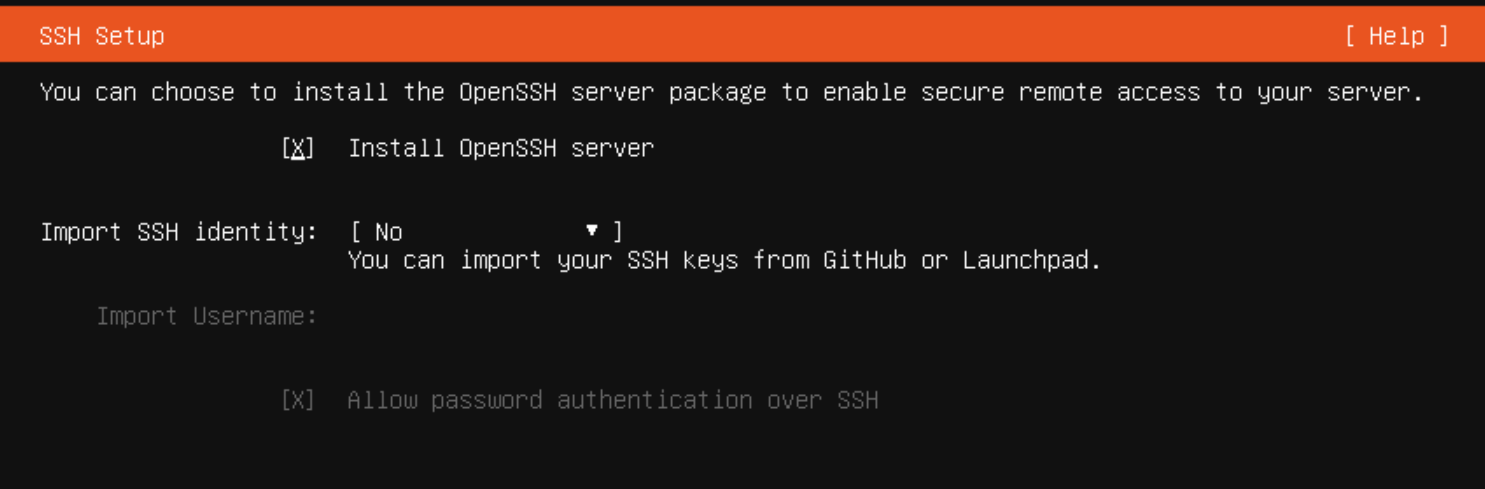 SSH Setup [ Help ]
You can choose to install the OpenSSH server package to enable secure remote access to your server.
[X] Install OpenSSH server
Import SSH identity: [ No ▾ ]
You can import your SSH keys from GitHub or Launchpad.
Import Username:
[X] Allow password authentication over SSH